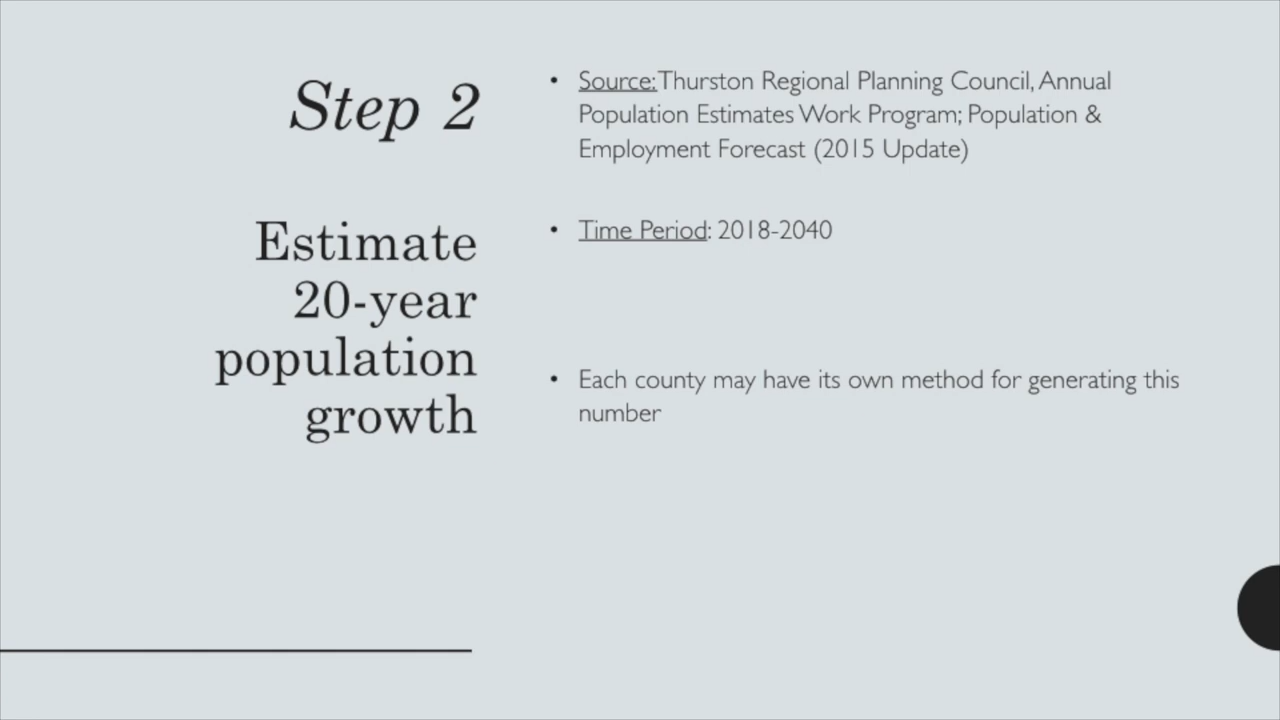 Step 2
Estimate
20-year
population
growth
• Source: Thurston Regional Planning Council, Annual
Population Estimates Work Program; Population &
Employment Forecast (2015 Update)
• Time Period: 2018-2040
• Each county may have its own method for generating this
number